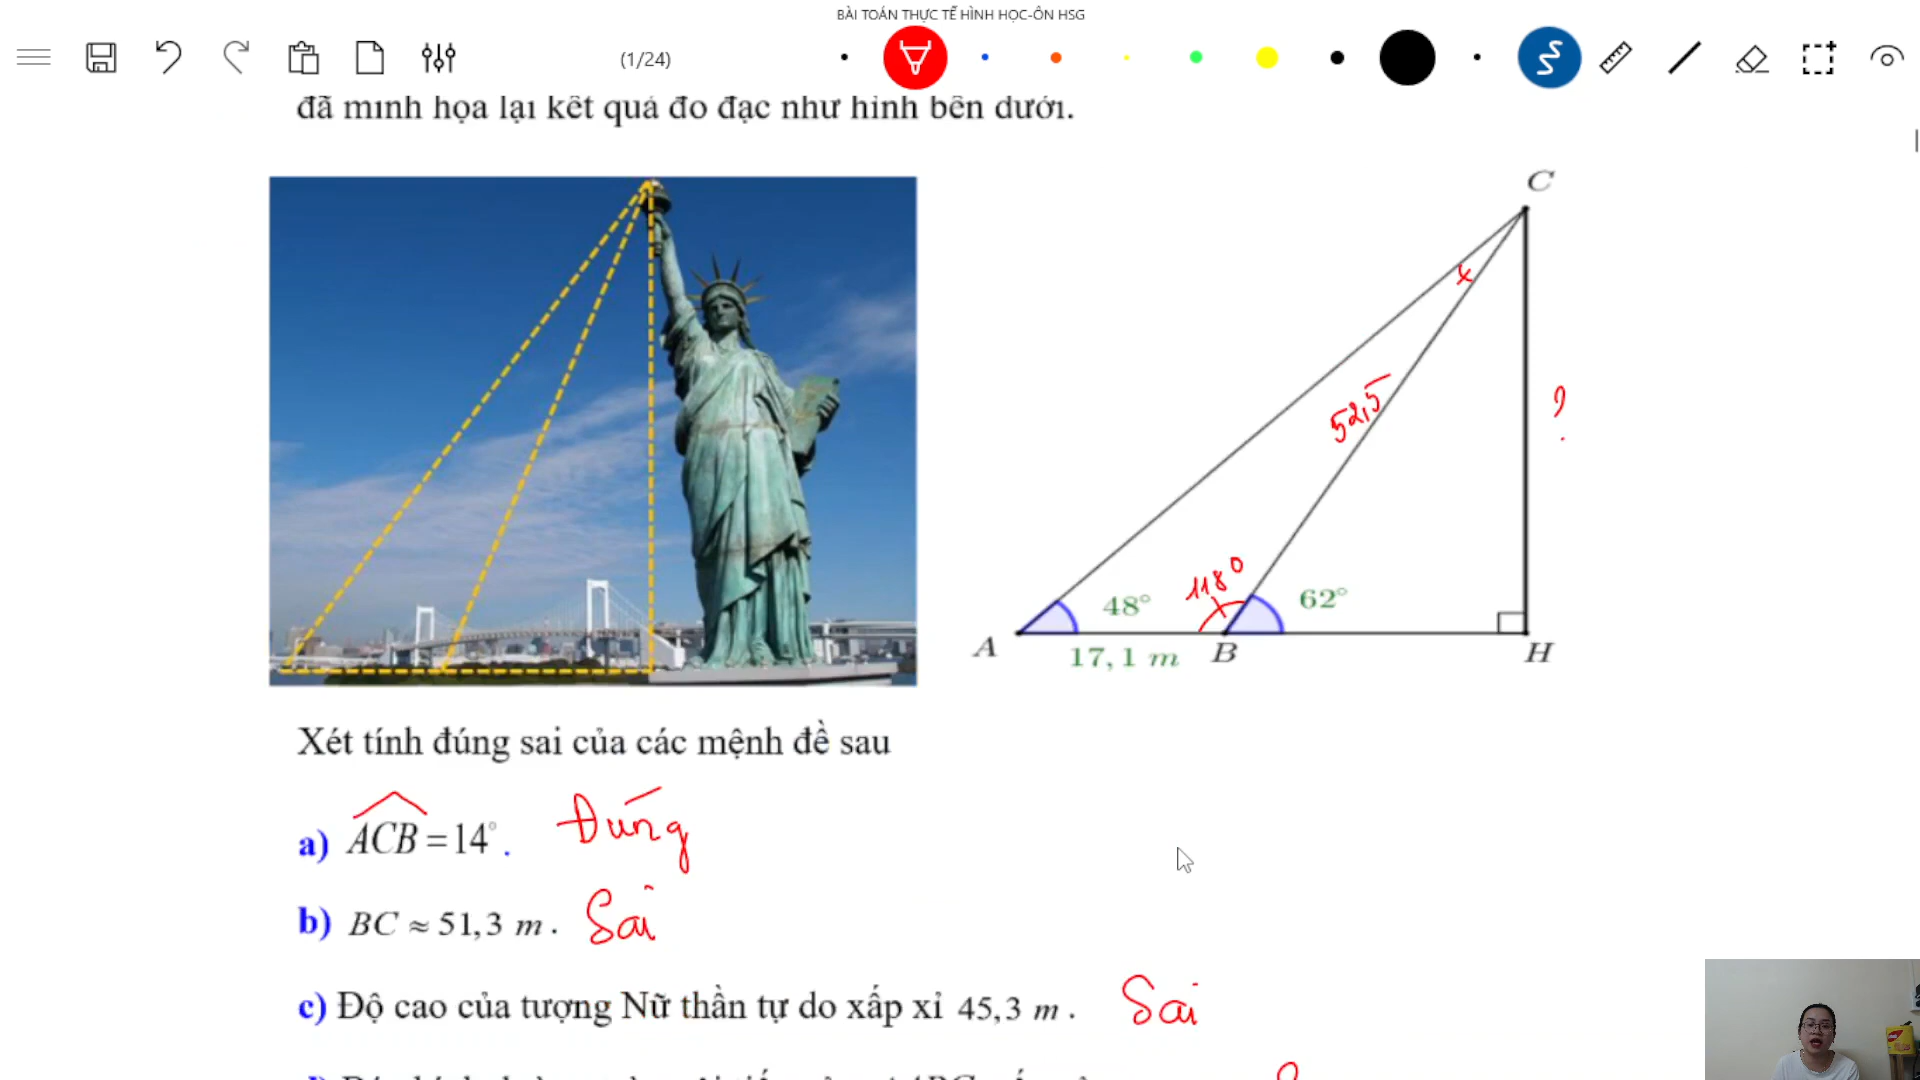 BÀI TOÁN THỰC TẾ HÌNH HỌC-ÔN HSG
(1/24)
đã minh họa lại kết quả đo đạc như hình bên dưới.
C
x
52,5
?
118°
48°
62°
A
17,1 m
B
H
Xét tính đúng sai của các mệnh đề sau
a) ACB = 14°. Đúng
b) BC ≈ 51,3 m. Sai
c) Độ cao của tượng Nữ thần tự do xấp xỉ 45,3 m. Sai